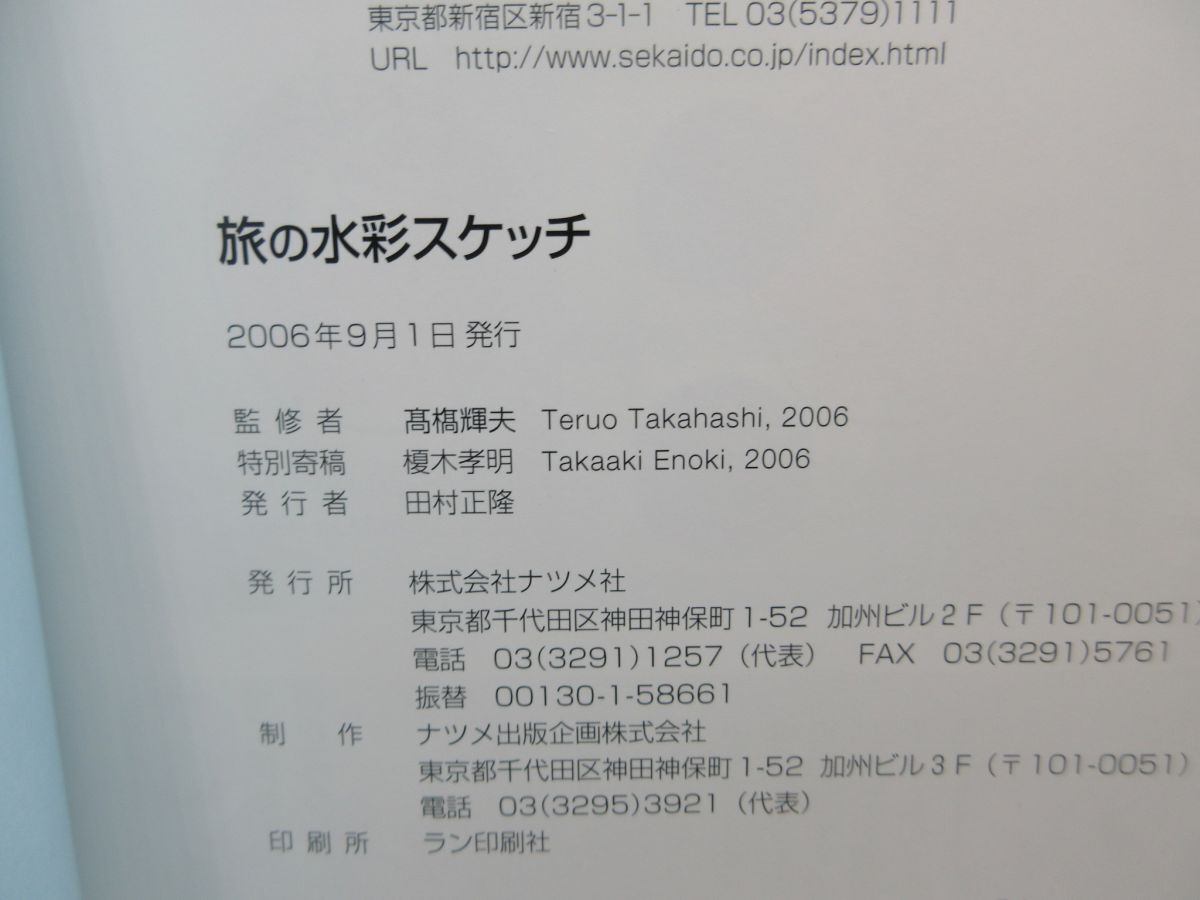 東京都新宿区新宿3-1-1 TEL 03(5379)1111
URL http://www.sekaido.co.jp/index.html
旅の水彩スケッチ
2006年9月1日 発行
監修者 髙橋輝夫 Teruo Takahashi, 2006
特別寄稿 榎木孝明 Takaaki Enoki, 2006
発行者 田村正隆
発行所 株式会社ナツメ社
東京都千代田区神田神保町1-52 加州ビル2F(〒101-0051)
電話 03(3291)1257(代表) FAX 03(3291)5761
振替 00130-1-58661
制作 ナツメ出版企画株式会社
東京都千代田区神田神保町1-52 加州ビル3F(〒101-0051)
電話 03(3295)3921(代表)
印刷所 ラン印刷社